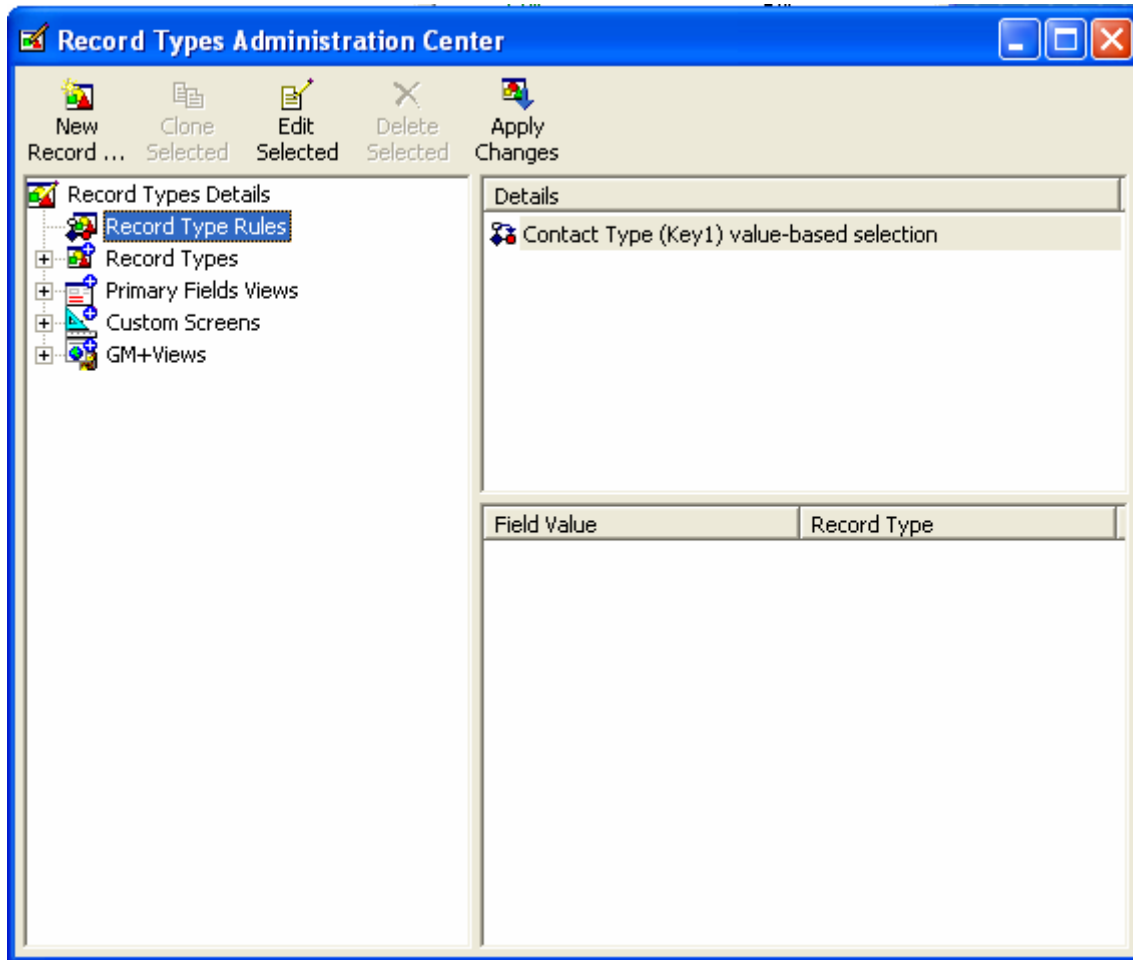 Record Types Administration Center
New Record ...
Clone Selected
Edit Selected
Delete Selected
Apply Changes
Record Types Details
Record Type Rules
Record Types
Primary Fields Views
Custom Screens
GM+Views
Details
Contact Type (Key1) value-based selection
Field Value
Record Type